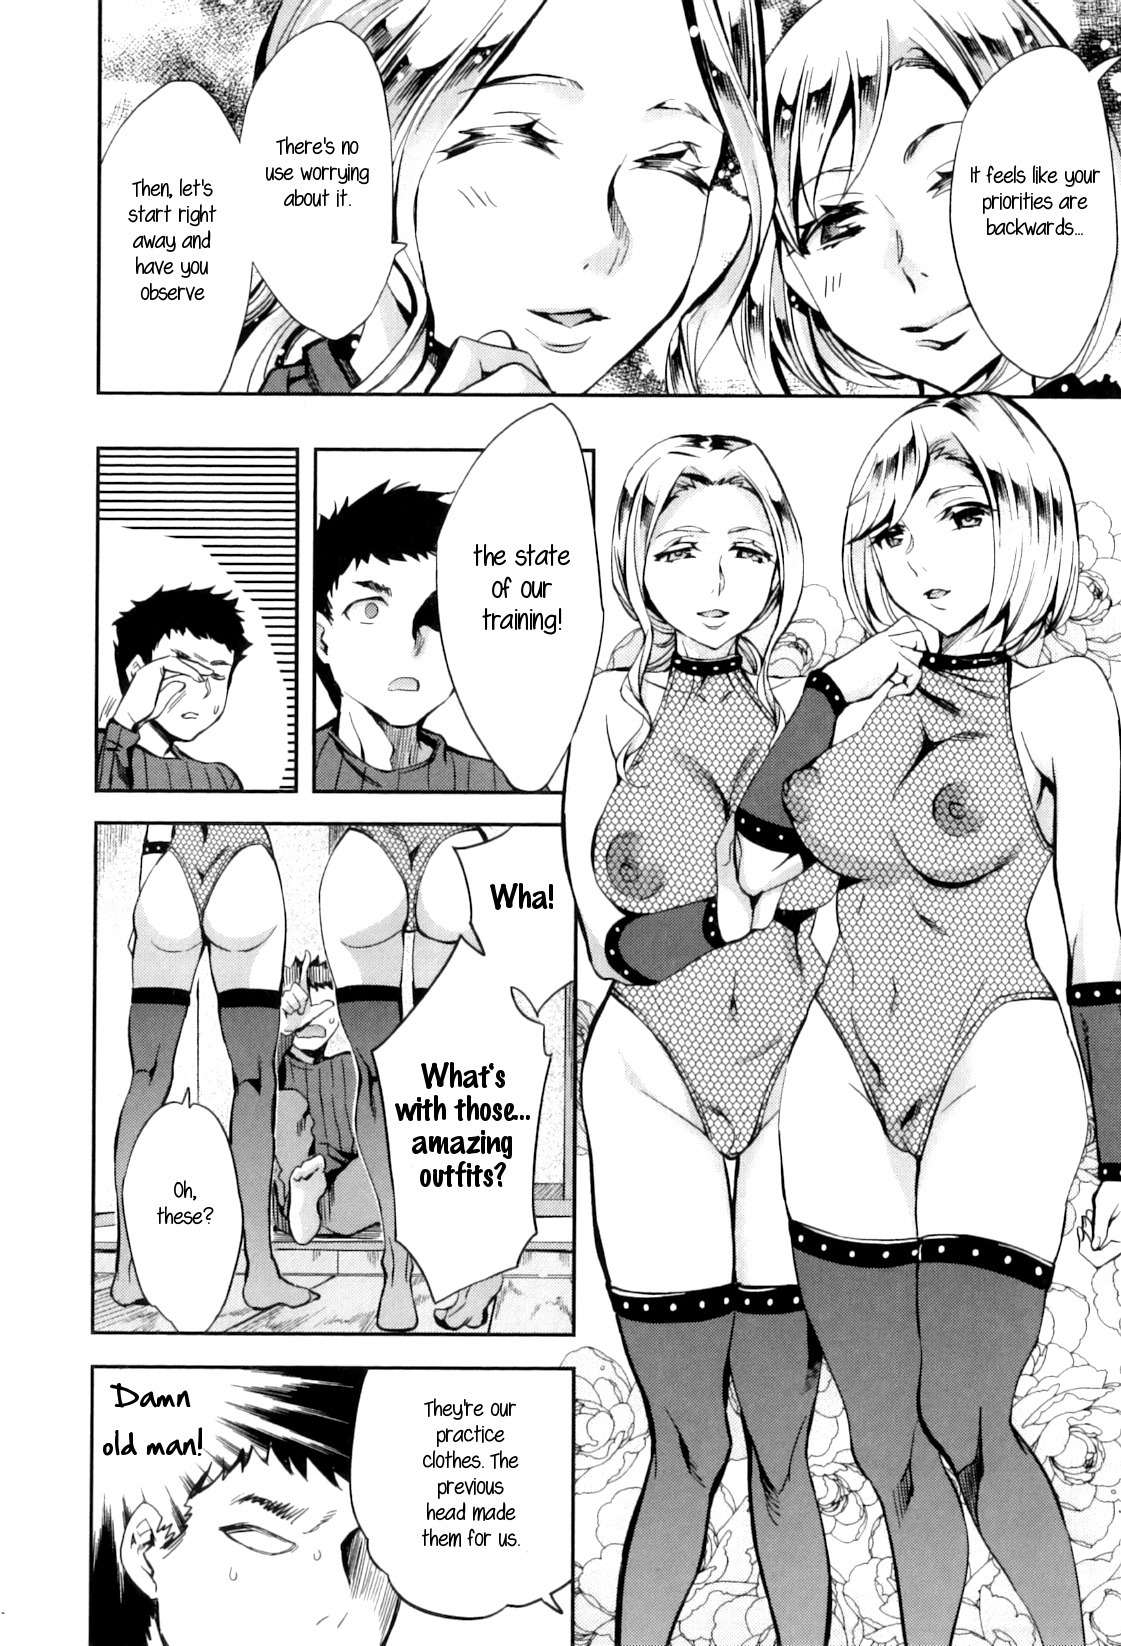 It feels like your
priorities are
backwards...
There's no
use worrying
about it.
Then, let's
start right
away and
have you
observe
the state
of our
training!
Wha!
What's
with those...
amazing
outfits?
Oh,
these?
They're our
practice
clothes. The
previous
head made
them for us.
Damn
old man!